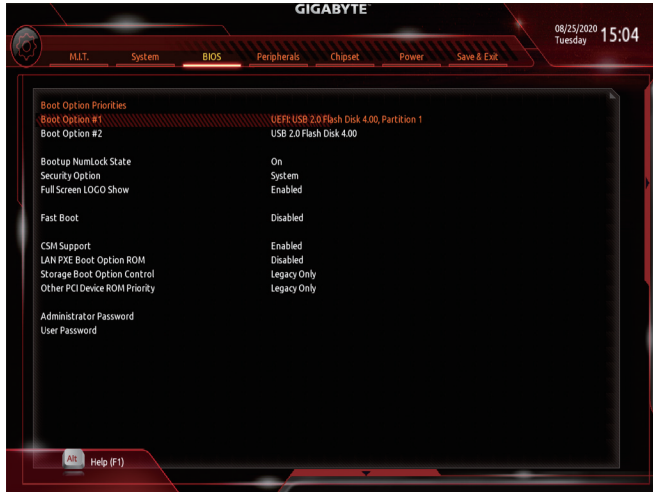 GIGABYTE™
08/25/2020 15:04
Tuesday
M.I.T. System BIOS Peripherals Chipset Power Save & Exit
Boot Option Priorities
Boot Option #1 UEFI: USB 2.0 Flash Disk 4.00, Partition 1
Boot Option #2 USB 2.0 Flash Disk 4.00
Bootup NumLock State On
Security Option System
Full Screen LOGO Show Enabled
Fast Boot Disabled
CSM Support Enabled
LAN PXE Boot Option ROM Disabled
Storage Boot Option Control Legacy Only
Other PCI Device ROM Priority Legacy Only
Administrator Password
User Password
Alt Help (F1)